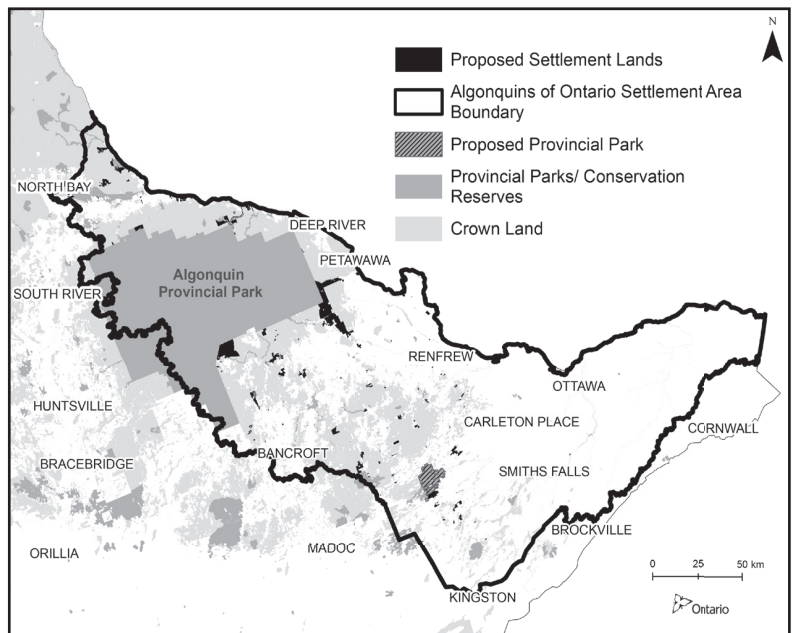 N
Proposed Settlement Lands
Algonquins of Ontario Settlement Area
Boundary
Proposed Provincial Park
Provincial Parks/ Conservation
Reserves
Crown Land
NORTH BAY
DEEP RIVER
PETAWAWA
Algonquin
Provincial Park
SOUTH RIVER
RENFREW
OTTAWA
HUNTSVILLE
CARLETON PLACE
CORNWALL
BANCROFT
BRACEBRIDGE
SMITHS FALLS
BROCKVILLE
ORILLIA
MADOC
KINGSTON
0 25 50 km
Ontario